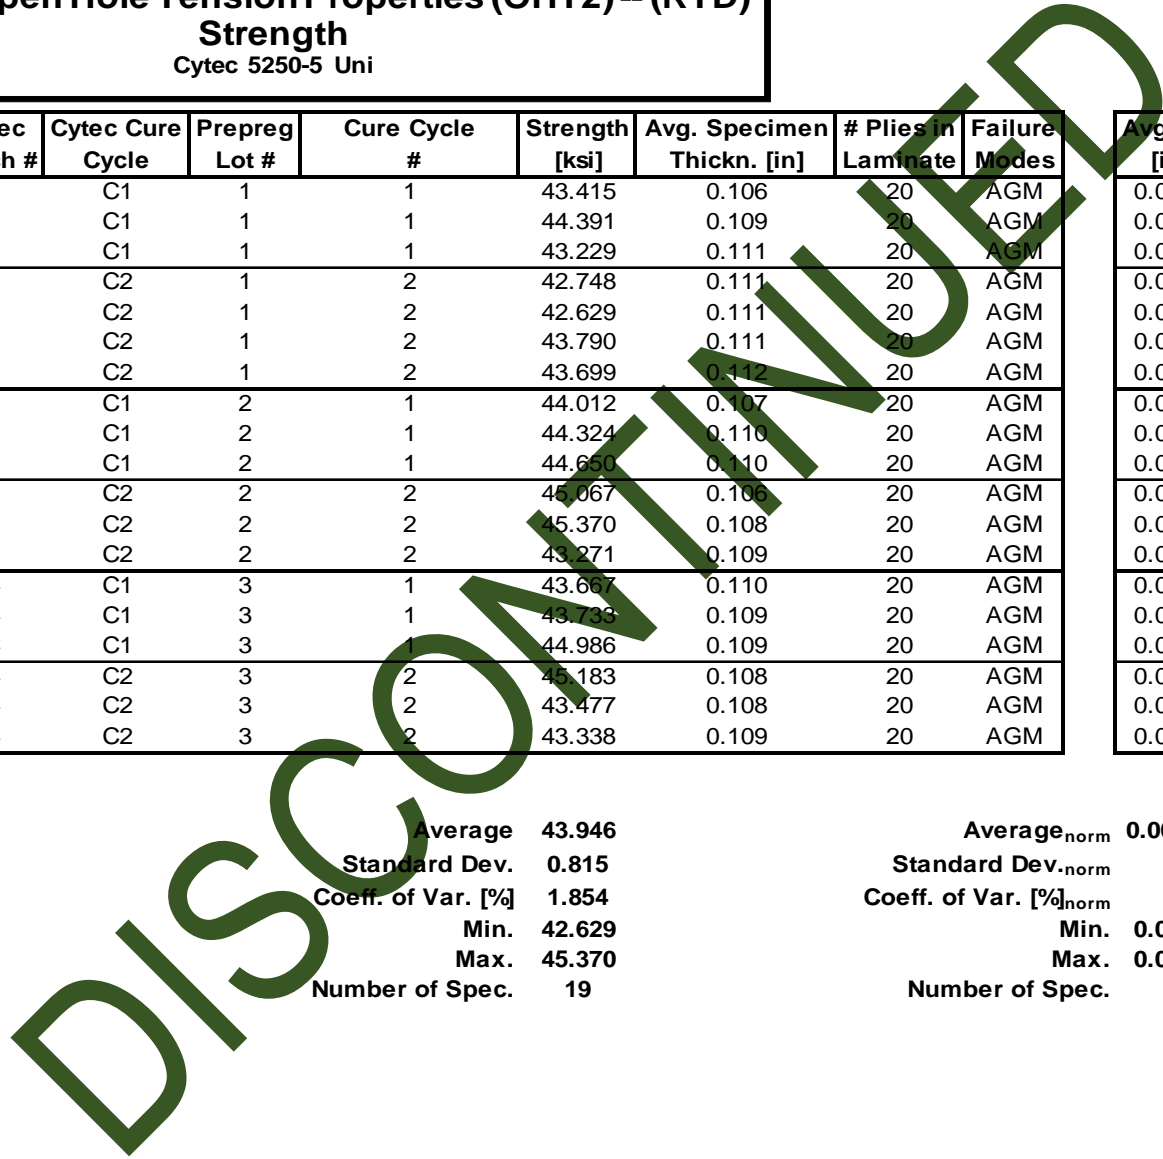 Hole Tension Properties (OHT2) -- (RTD)
Strength
Cytec 5250-5 Uni
Cytec Cure Prepreg Cure Cycle Strength Avg. Specimen # Plies in Failure
# Cycle Lot # # [ksi] Thickn. [in] Laminate Modes
C1 1 1 43.415 0.106 20 AGM
C1 1 1 44.391 0.109 20 AGM
C1 1 1 43.229 0.111 20 AGM
C2 1 2 42.748 0.111 20 AGM
C2 1 2 42.629 0.111 20 AGM
C2 1 2 43.790 0.111 20 AGM
C2 1 2 43.699 0.112 20 AGM
C1 2 1 44.012 0.107 20 AGM
C1 2 1 44.324 0.110 20 AGM
C1 2 1 44.650 0.110 20 AGM
C2 2 2 45.067 0.106 20 AGM
C2 2 2 45.370 0.108 20 AGM
C2 2 2 43.271 0.109 20 AGM
C1 3 1 43.667 0.110 20 AGM
C1 3 1 43.733 0.109 20 AGM
C1 3 1 44.986 0.109 20 AGM
C2 3 2 45.183 0.108 20 AGM
C2 3 2 43.477 0.108 20 AGM
C2 3 2 43.338 0.109 20 AGM
Average 43.946 Averagenorm
Standard Dev. 0.815 Standard Dev.norm
Coeff. of Var. [%] 1.854 Coeff. of Var. [%]norm
Min. 42.629 Min.
Max. 45.370 Max.
Number of Spec. 19 Number of Spec.
DISCONTINUED